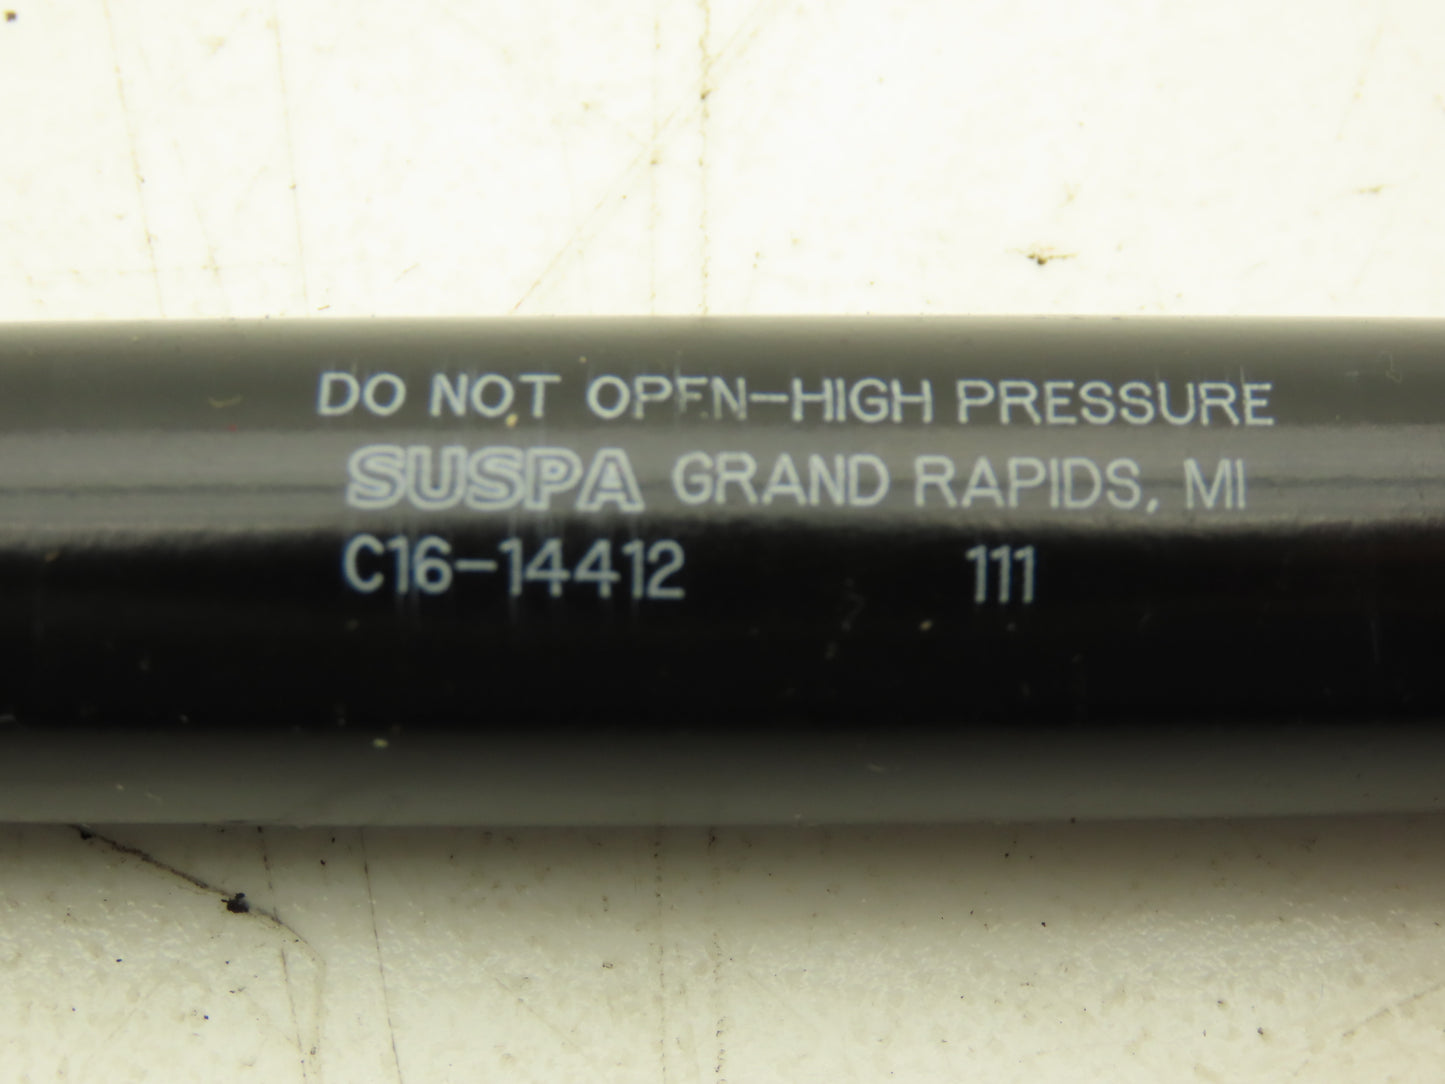 DO NOT OPEN-HIGH PRESSURE
SUSPA GRAND RAPIDS, MI
C16-14412 111